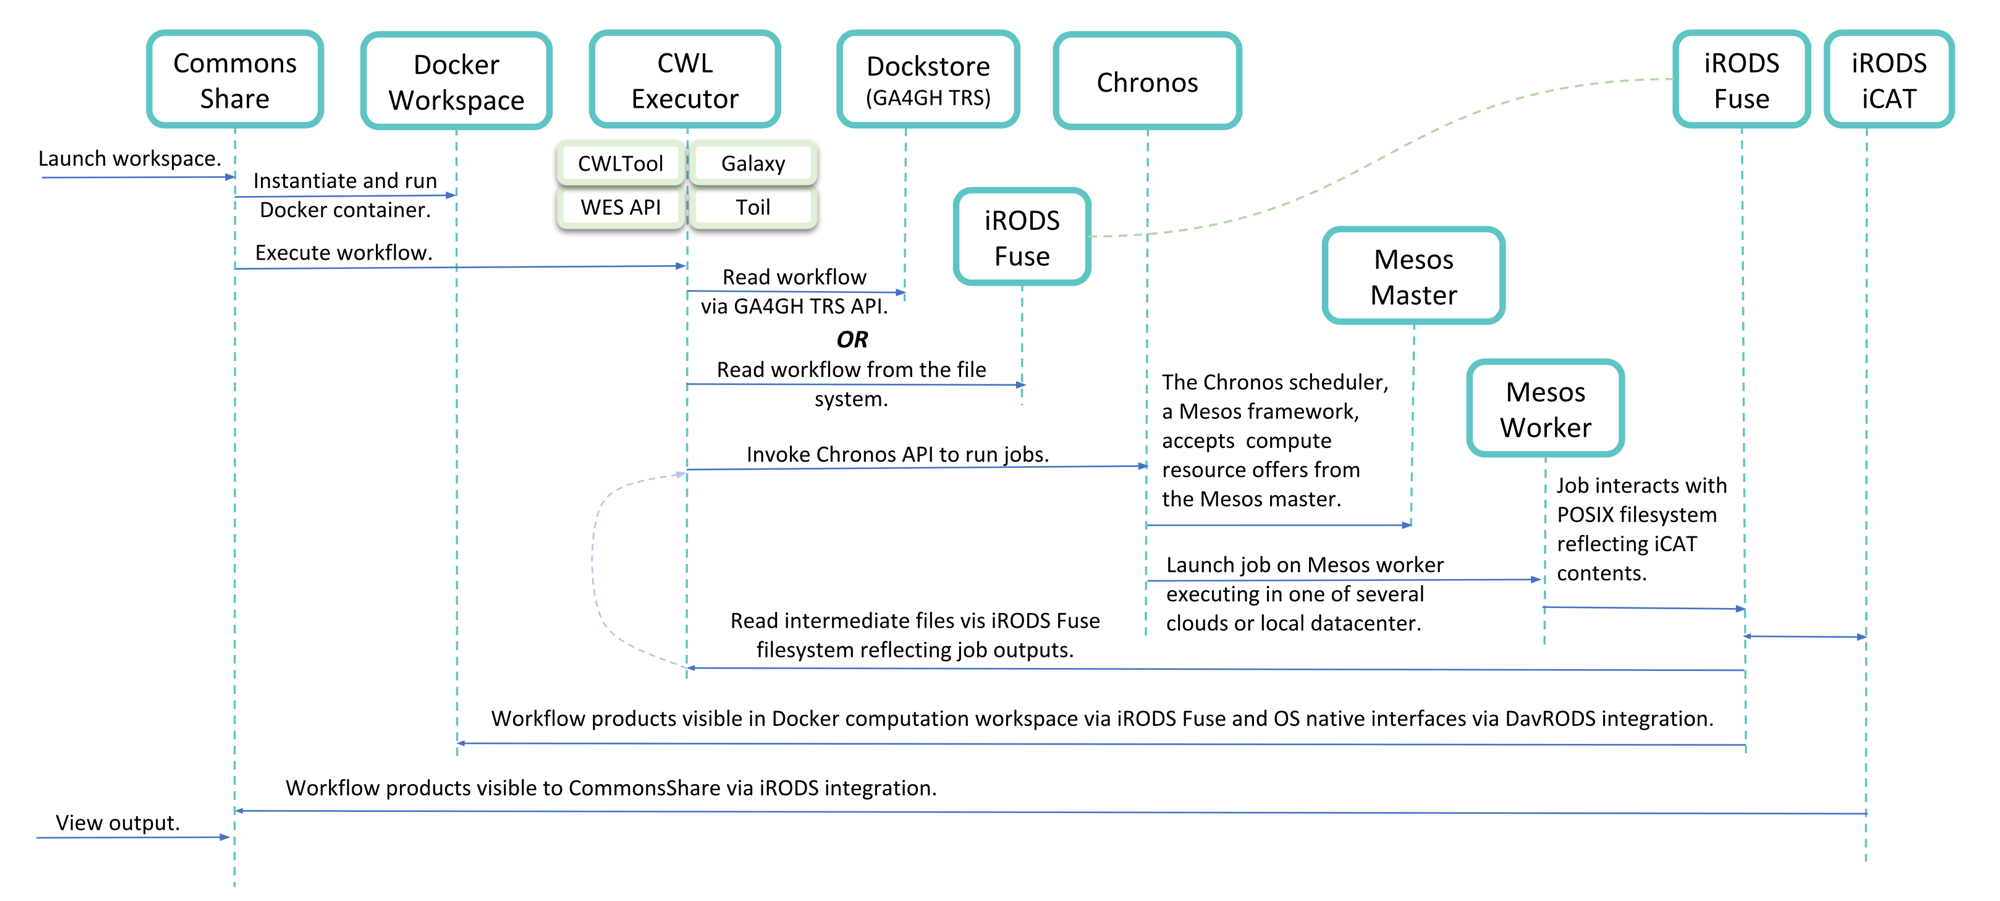 Commons
Share
Docker
Workspace
CWL
Executor
Dockstore
(GA4GH TRS)
Chronos
iRODS
Fuse
iRODS
iCAT
Launch workspace.
Instantiate and run
Docker container.
CWLTool
Galaxy
WES API
Toil
iRODS
Fuse
Execute workflow.
Read workflow
via GA4GH TRS API.
OR
Read workflow from the file
system.
Mesos
Master
Mesos
Worker
Invoke Chronos API to run jobs.
The Chronos scheduler,
a Mesos framework,
accepts compute
resource offers from
the Mesos master.
Job interacts with
POSIX filesystem
reflecting iCAT
contents.
Launch job on Mesos worker
executing in one of several
clouds or local datacenter.
Read intermediate files vis iRODS Fuse
filesystem reflecting job outputs.
Workflow products visible in Docker computation workspace via iRODS Fuse and OS native interfaces via DavRODS integration.
Workflow products visible to CommonsShare via iRODS integration.
View output.